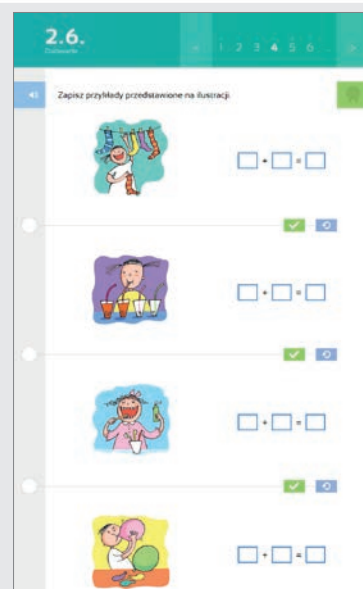 2.6.
Dodawanie
1 2 3 4 5 6
Zapisz przykłady przedstawione na ilustracji.
+ =
+ =
+ =
+ =